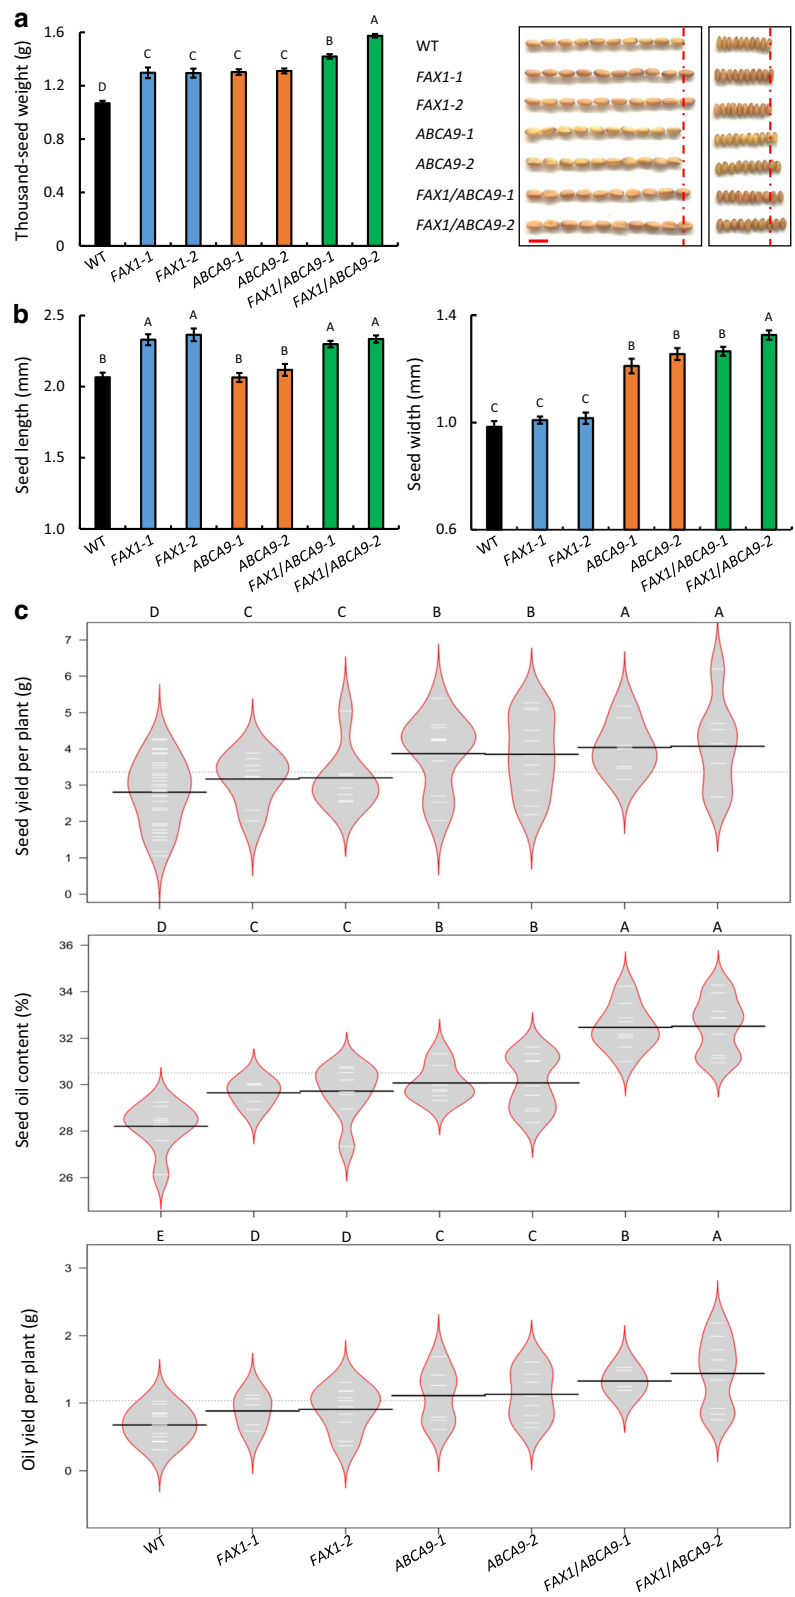 a
Thousand-seed weight (g)
1.6
1.2
0.8
0.4
0
D
C
C
C
C
B
A
WT
FAX1-1
FAX1-2
ABCA9-1
ABCA9-2
FAX1/ABCA9-1
FAX1/ABCA9-2
WT
FAX1-1
FAX1-2
ABCA9-1
ABCA9-2
FAX1/ABCA9-1
FAX1/ABCA9-2
b
Seed length (mm)
2.5
2.0
1.5
1.0
B
A
A
B
B
A
A
WT
FAX1-1
FAX1-2
ABCA9-1
ABCA9-2
FAX1/ABCA9-1
FAX1/ABCA9-2
Seed width (mm)
1.4
1.0
0.6
C
C
C
B
B
B
A
WT
FAX1-1
FAX1-2
ABCA9-1
ABCA9-2
FAX1/ABCA9-1
FAX1/ABCA9-2
c
D C C B B A A
Seed yield per plant (g)
7
6
5
4
3
2
1
0
D C C B B A A
Seed oil content (%)
36
34
32
30
28
26
E D D C C B A
Oil yield per plant (g)
3
2
1
0
WT
FAX1-1
FAX1-2
ABCA9-1
ABCA9-2
FAX1/ABCA9-1
FAX1/ABCA9-2